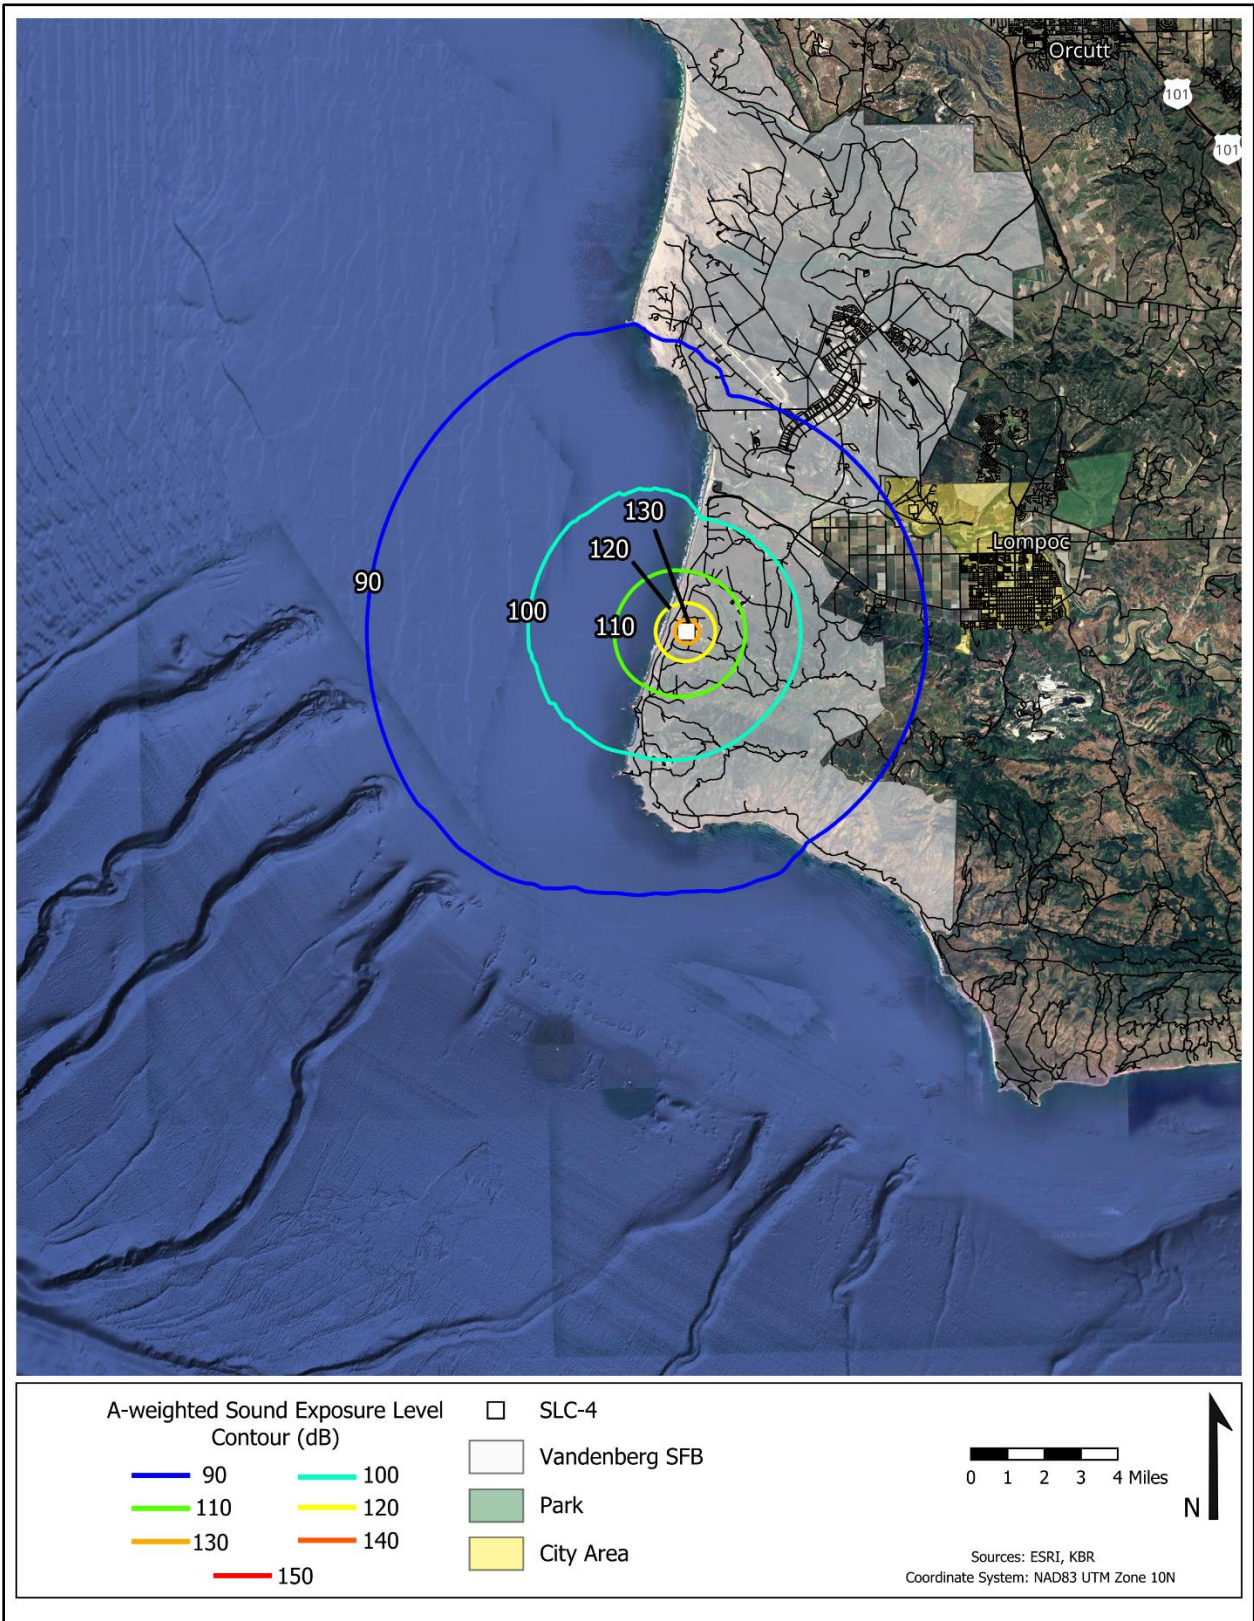 Orcutt
101
101
130
120
Lompoc
90
100
110
A-weighted Sound Exposure Level
Contour (dB)
90
100
110
120
130
140
150
SLC-4
Vandenberg SFB
Park
City Area
0 1 2 3 4 Miles
N
Sources: ESRI, KBR
Coordinate System: NAD83 UTM Zone 10N